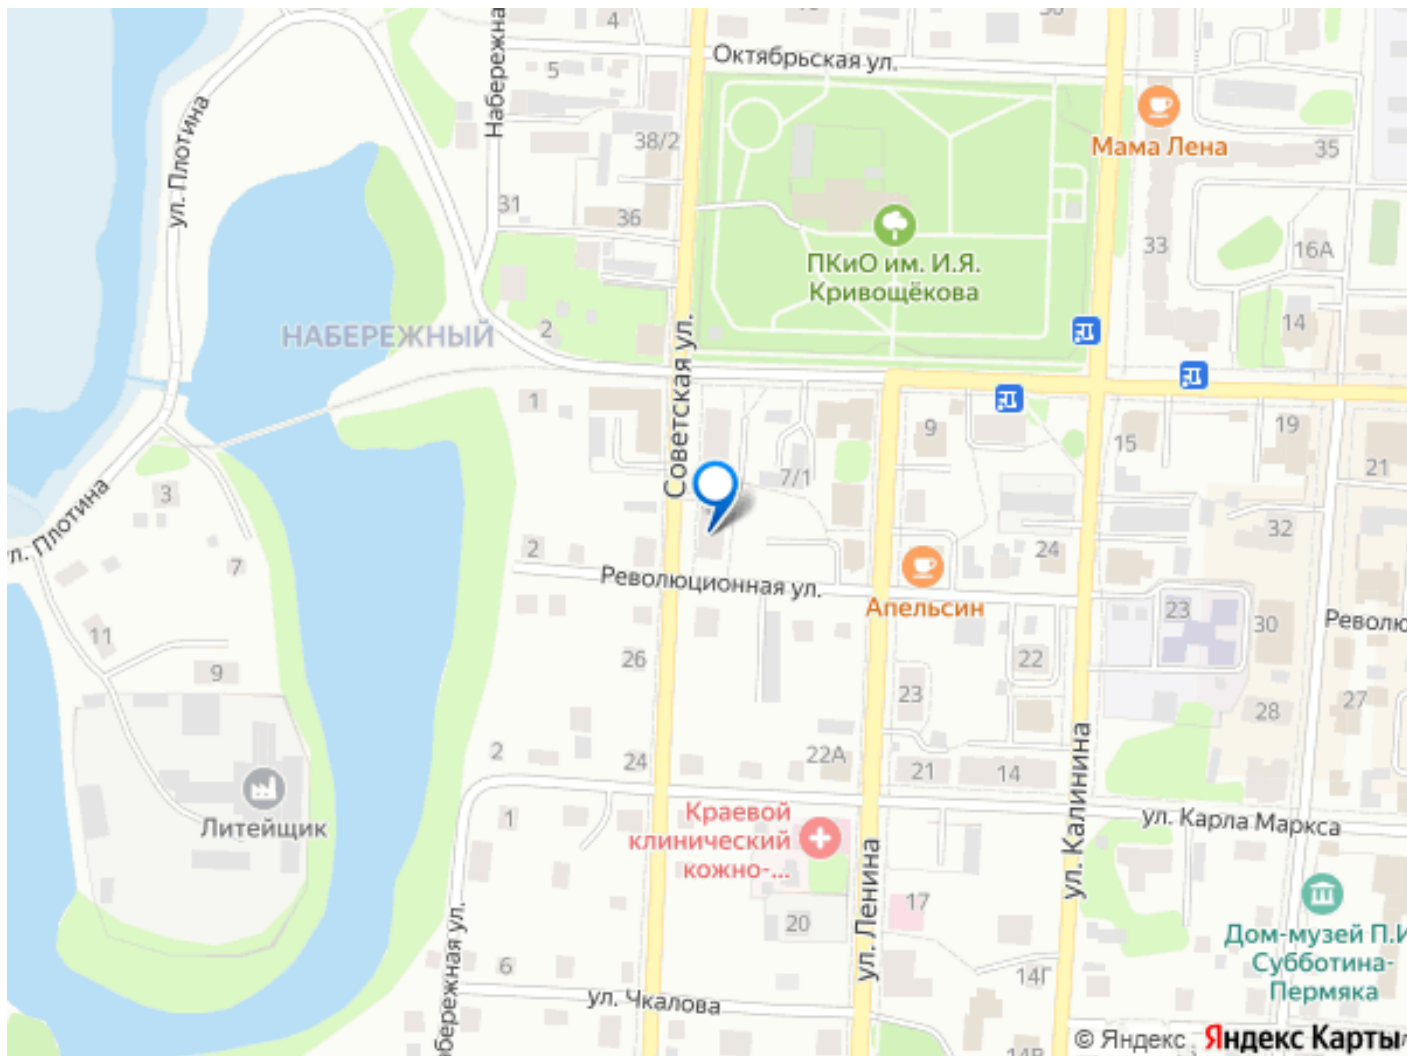 4
Октябрьская ул.
Набережна
5
38/2
ул. Плотина
Мама Лена
35
31
36
33
16А
ПКиО им. И.Я.
Кривощёкова
НАБЕРЕЖНЫЙ
2
14
Советская ул.
1
9
15
19
21
7/1
3
ул. Плотина
7
2
32
24
Революционная ул.
Апельсин
23
30
Револю
11
9
26
22
23
27
28
2
24
22А
21
14
ул. Калинина
Литейщик
1
Краевой
клинический
кожно-...
ул. Карла Маркса
17
20
ул. Ленина
Дом-музей П.И
Субботина-
Пермяка
6
бережная ул.
ул. Чкалова
14Г
14В
© Яндекс
Яндекс Карты